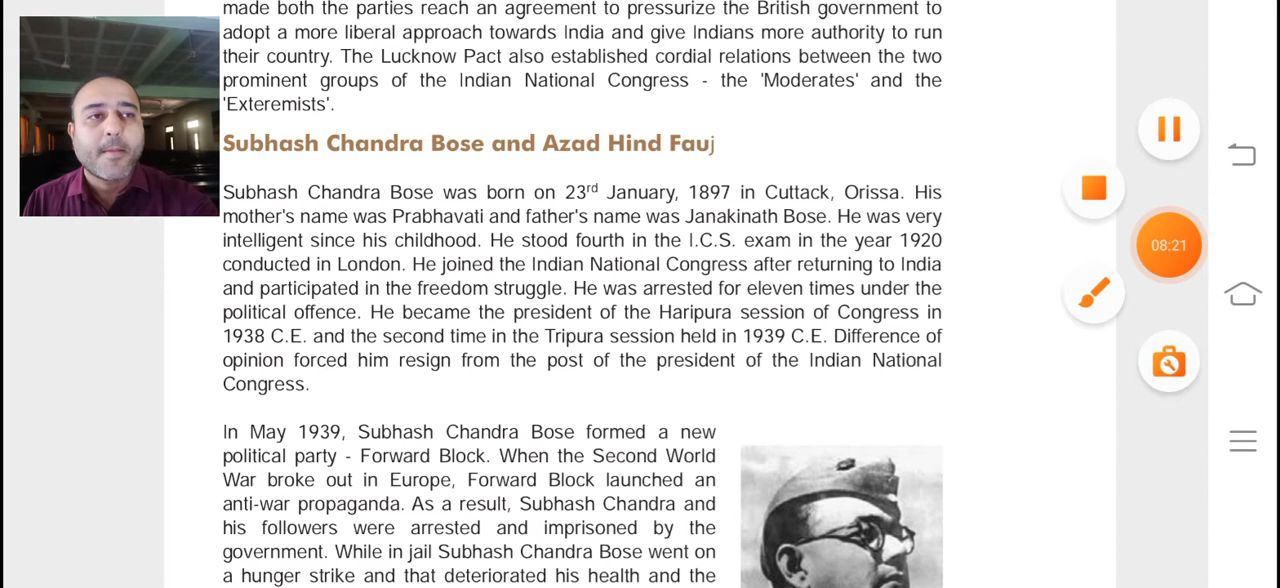 made both the parties reach an agreement to pressurize the British government to
adopt a more liberal approach towards India and give Indians more authority to run
their country. The Lucknow Pact also established cordial relations between the two
prominent groups of the Indian National Congress - the 'Moderates' and the
'Exteremists'.
Subhash Chandra Bose and Azad Hind Fauj
Subhash Chandra Bose was born on 23rd January, 1897 in Cuttack, Orissa. His
mother's name was Prabhavati and father's name was Janakinath Bose. He was very
intelligent since his childhood. He stood fourth in the I.C.S. exam in the year 1920
conducted in London. He joined the Indian National Congress after returning to India
and participated in the freedom struggle. He was arrested for eleven times under the
political offence. He became the president of the Haripura session of Congress in
1938 C.E. and the second time in the Tripura session held in 1939 C.E. Difference of
opinion forced him resign from the post of the president of the Indian National
Congress.
In May 1939, Subhash Chandra Bose formed a new
political party - Forward Block. When the Second World
War broke out in Europe, Forward Block launched an
anti-war propaganda. As a result, Subhash Chandra and
his followers were arrested and imprisoned by the
government. While in jail Subhash Chandra Bose went on
a hunger strike and that deteriorated his health and the
08:21